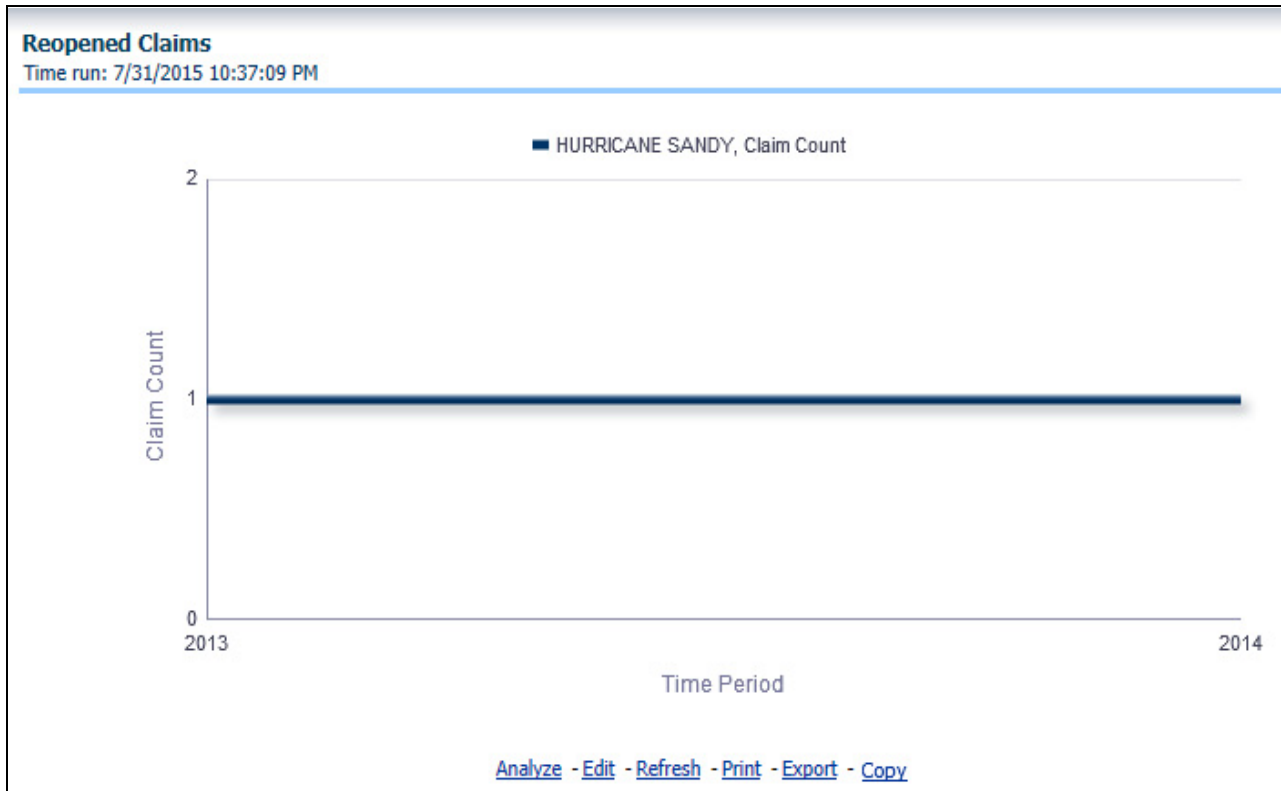 Reopened Claims
Time run: 7/31/2015 10:37:09 PM
HURRICANE SANDY, Claim Count
2
Claim Count
1
0
2013 2014
Time Period
Analyze - Edit - Refresh - Print - Export - Copy